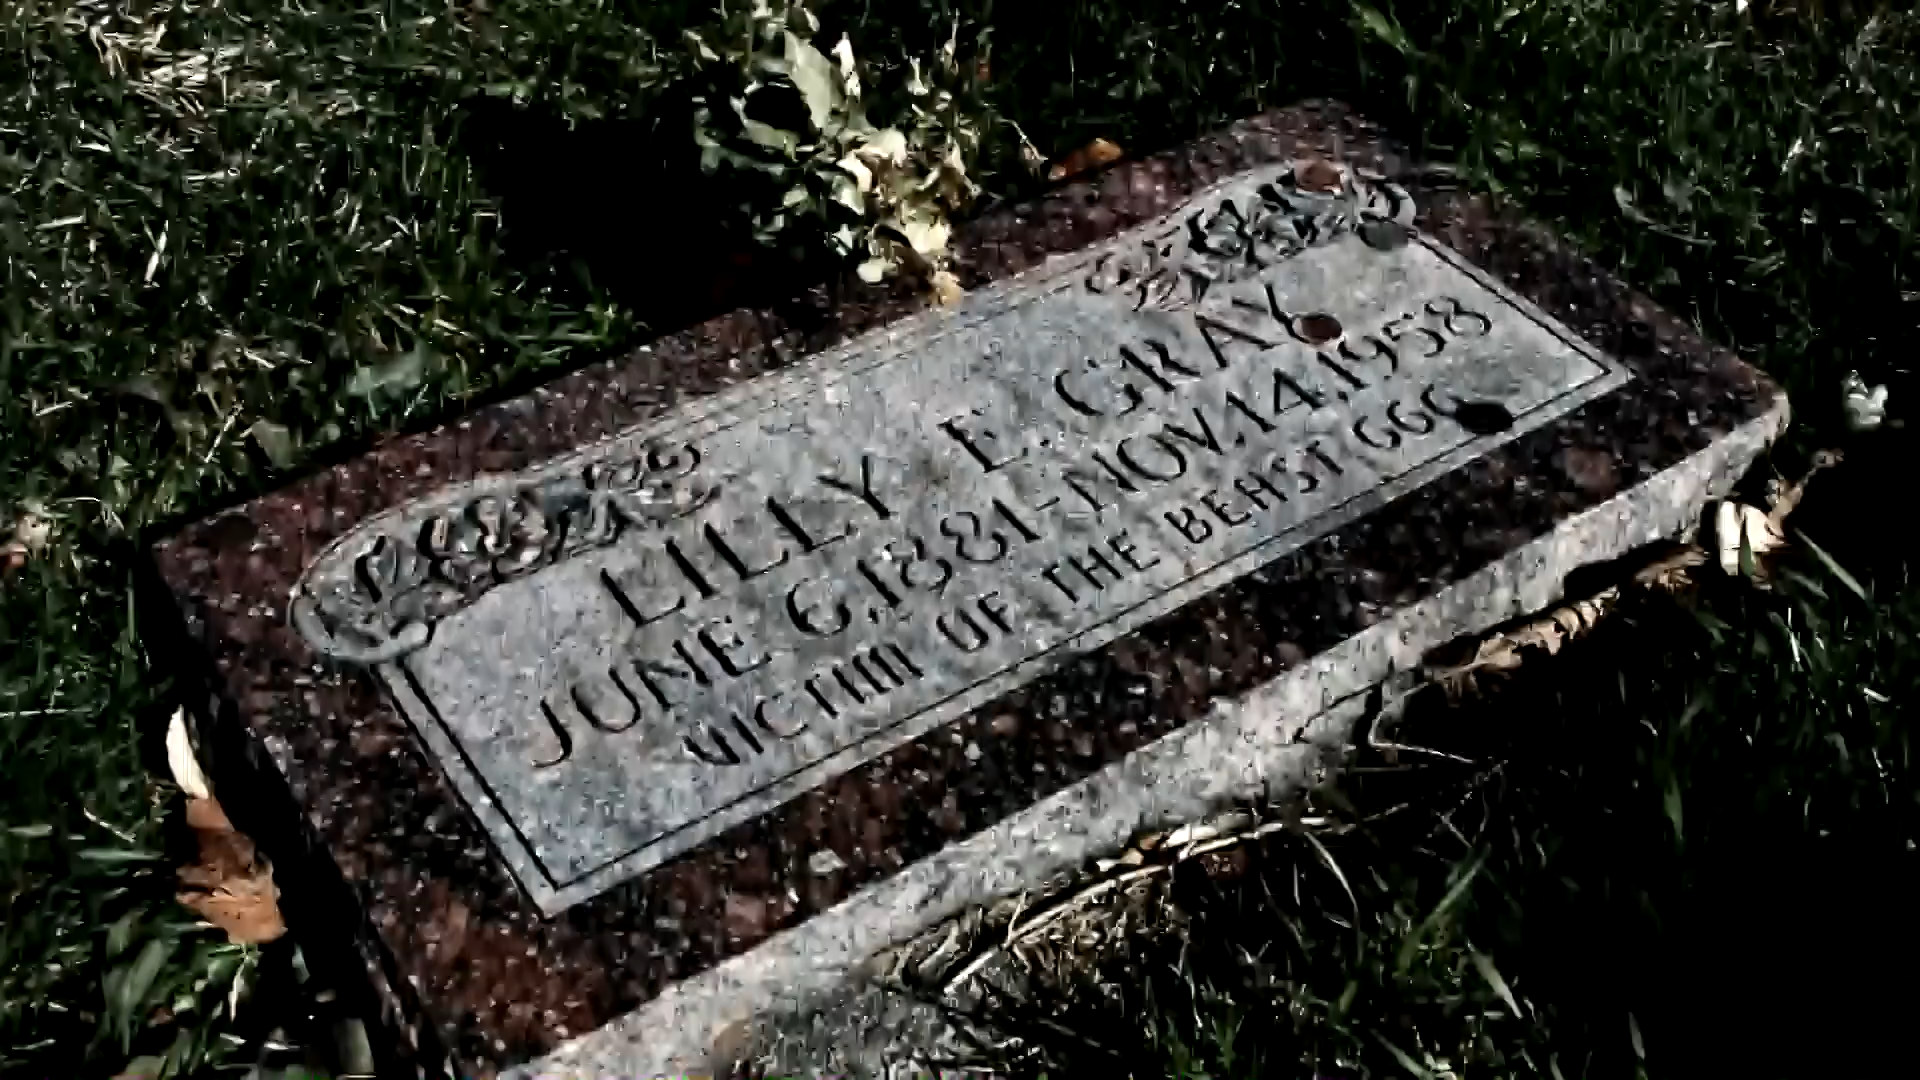 LILLY E. GRAY
JUNE 6,1881-NOV.14,1958
VICTIM OF THE BEAST 666